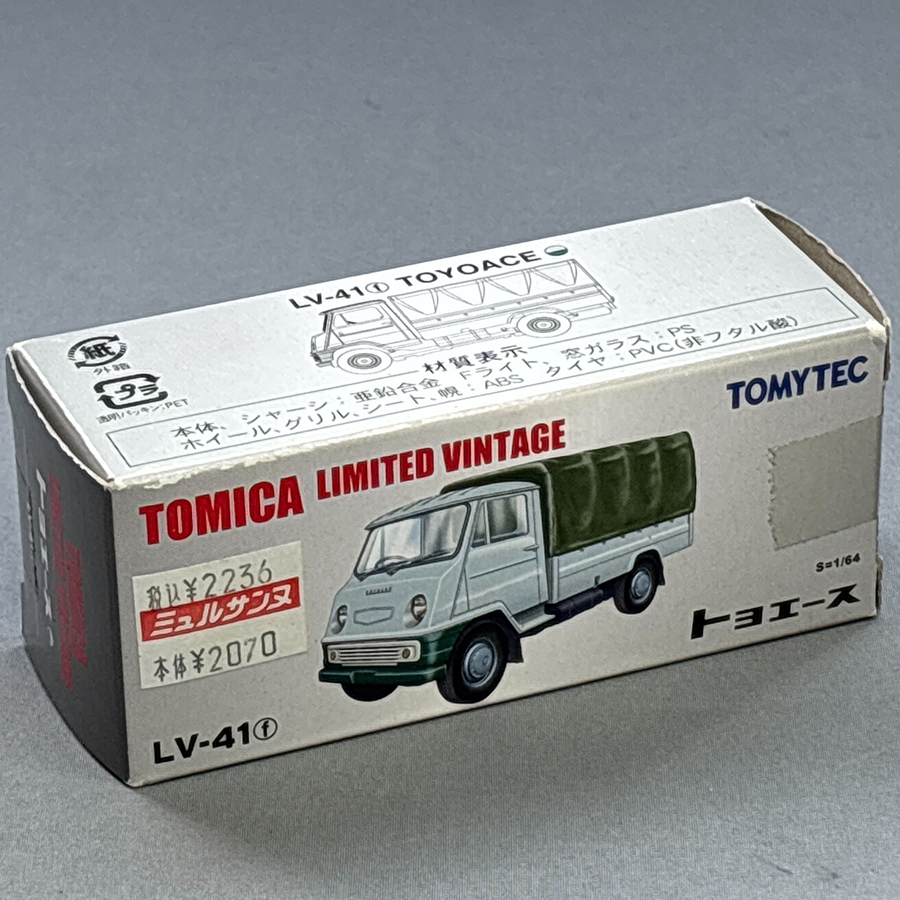 LV-41ⓕ TOYOACE
紙
外箱
プラ
透明パッキン:PET
材質表示
本体、シャーシ:亜鉛合金 ドライト、窓ガラス:PS
ホイール、グリル、シート、幌:ABS タイヤ:PVC(非フタル酸)
TOMYTEC
TOMICA LIMITED VINTAGE
税込¥2236
ミュルサンヌ
本体¥2070
S=1/64
トヨエース
LV-41ⓕ